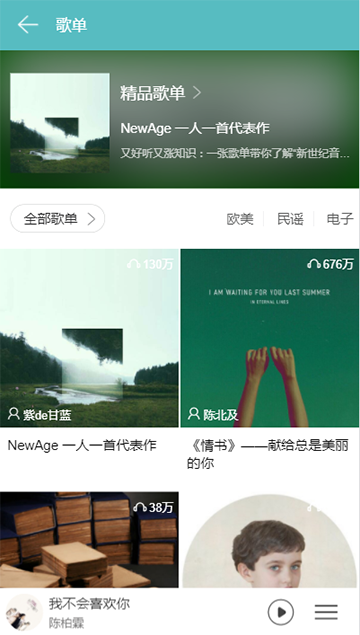 歌单
精品歌单
NewAge 一人一首代表作
又好听又涨知识：一张歌单带你了解“新世纪音...
全部歌单
欧美
民谣
电子
130万
676万
I AM WAITING FOR YOU LAST SUMMER
IN ETERNAL LINES
紫de甘蓝
陈北及
NewAge 一人一首代表作
《情书》——献给总是美丽
的你
38万
我不会喜欢你
陈柏霖